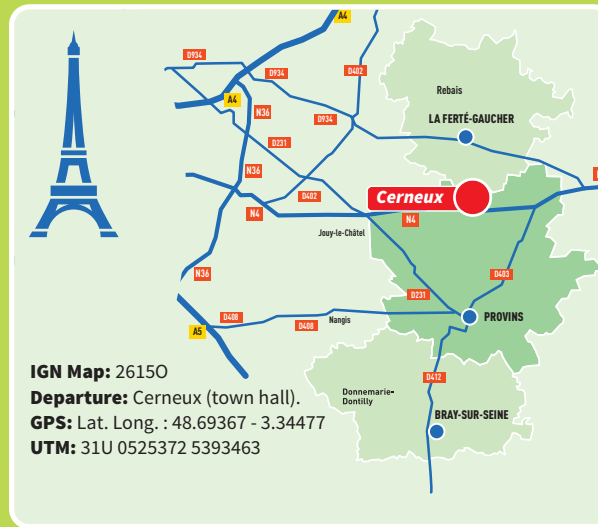 A4
D934
D934
D402
A4
Rebais
N36
D934
LA FERTÉ-GAUCHER
D231
N36
D402
Cerneux
N4
N4
Jouy-le-Châtel
N36
D403
D231
D408
PROVINS
A5
D408
Nangis
IGN Map: 2615O
D412
Departure: Cerneux (town hall).
Donnemarie-
Dontilly
GPS: Lat. Long. : 48.69367 - 3.34477
BRAY-SUR-SEINE
UTM: 31U 0525372 5393463